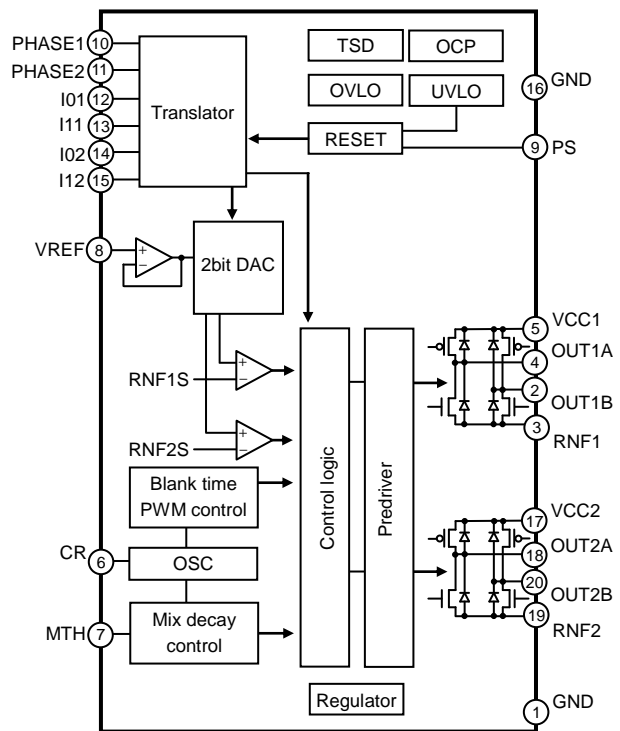 PHASE1
10
PHASE2
11
I01
12
I11
13
I02
14
I12
15
Translator
TSD
OCP
OVLO
UVLO
RESET
16
GND
9
PS
VREF
8
+
−
2bit DAC
+
−
RNF1S
+
−
RNF2S
Blank time
PWM control
CR
6
OSC
MTH
7
Mix decay
control
Control logic
Predriver
Regulator
5
VCC1
4
OUT1A
2
OUT1B
3
RNF1
17
VCC2
18
OUT2A
20
OUT2B
19
RNF2
1
GND